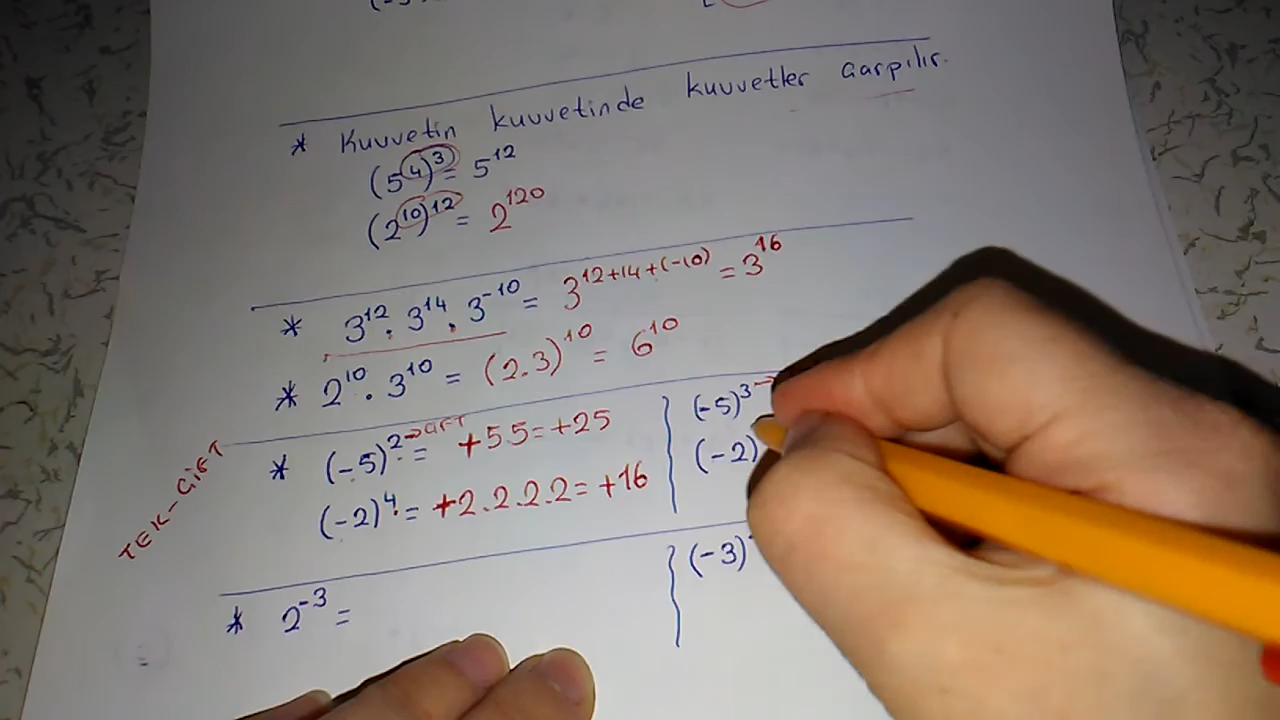 * Kuvvetin kuvvetinde kuvvetler çarpılır.
(5⁴)³ = 5¹²
(2¹⁰)¹² = 2¹²⁰
* 3¹² . 3¹⁴ . 3⁻¹⁰ = 3¹²⁺¹⁴⁺⁽⁻¹⁰⁾ = 3¹⁶
* 2¹⁰ . 3¹⁰ = (2.3)¹⁰ = 6¹⁰
TEK-ÇİFT
* (-5)² →ÇİFT = +5.5 = +25
(-2)⁴ = +2.2.2.2 = +16
(-5)³ →
(-2)
* 2⁻³ =
(-3)